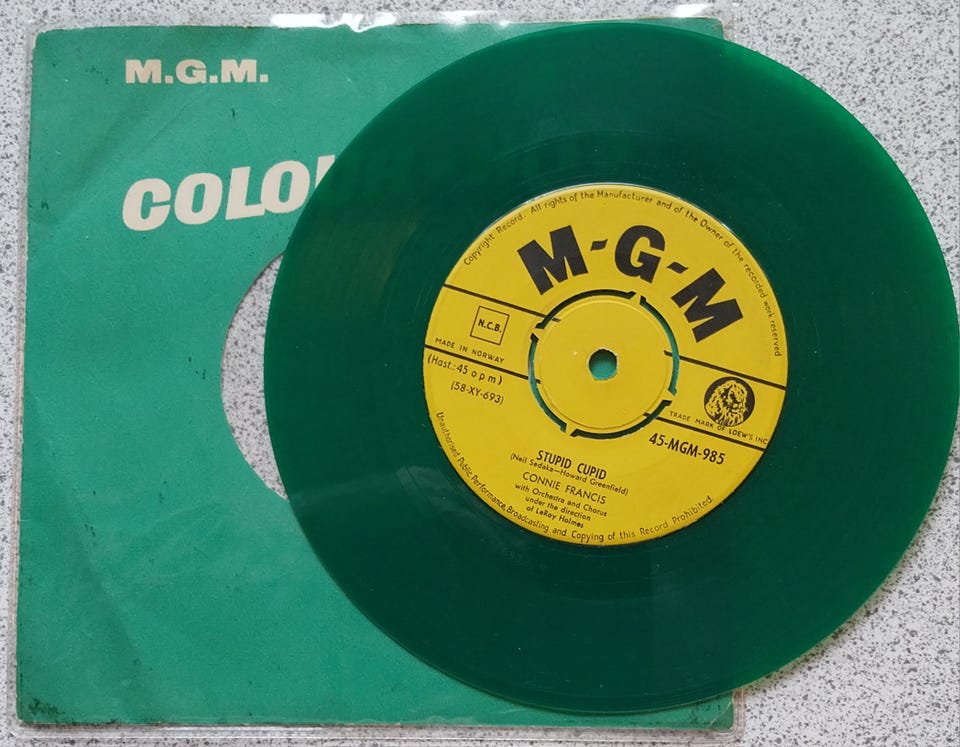 M.G.M.
COLOU
Copyright Record. All rights of the Manufacturer and of the Owner of the recorded work reserved
M-G-M
N.C.B.
MADE IN NORWAY
(Hast.: 45 o p m)
(58-XY-693)
TRADE MARK OF LOEW'S INC
45-MGM-985
STUPID CUPID
(Neil Sedaka—Howard Greenfield)
CONNIE FRANCIS
with Orchestra and Chorus
under the direction
of LeRoy Holmes
Unauthorised Public Performance, Broadcasting and Copying of this Record Prohibited.